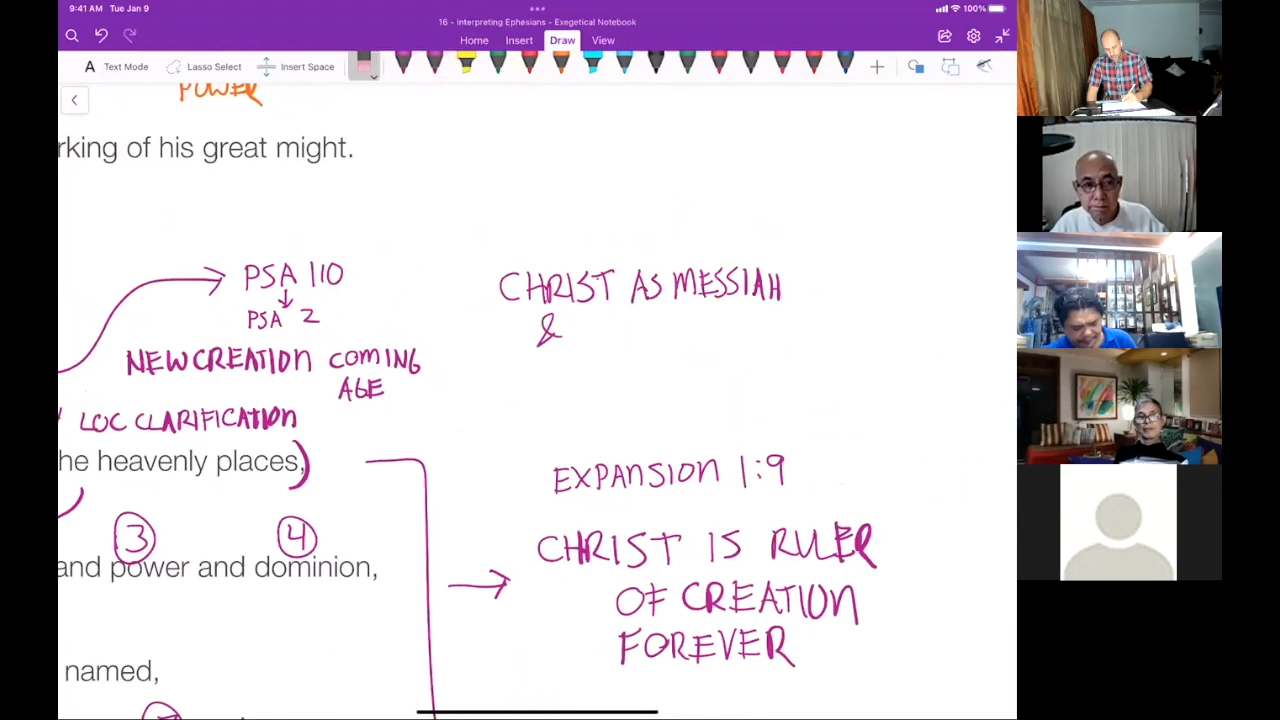 9:41 AM Tue Jan 9
100%
16 - Interpreting Ephesians - Exegetical Notebook
Home Insert Draw View
Text Mode Lasso Select Insert Space
POWER
rking of his great might.
PSA 110
PSA 2
NEW CREATION COMING
AGE
LOC CLARIFICATION
he heavenly places,)
3 4
and power and dominion,
named,
CHRIST AS MESSIAH
&
EXPANSION 1:9
CHRIST IS RULER
OF CREATION
FOREVER